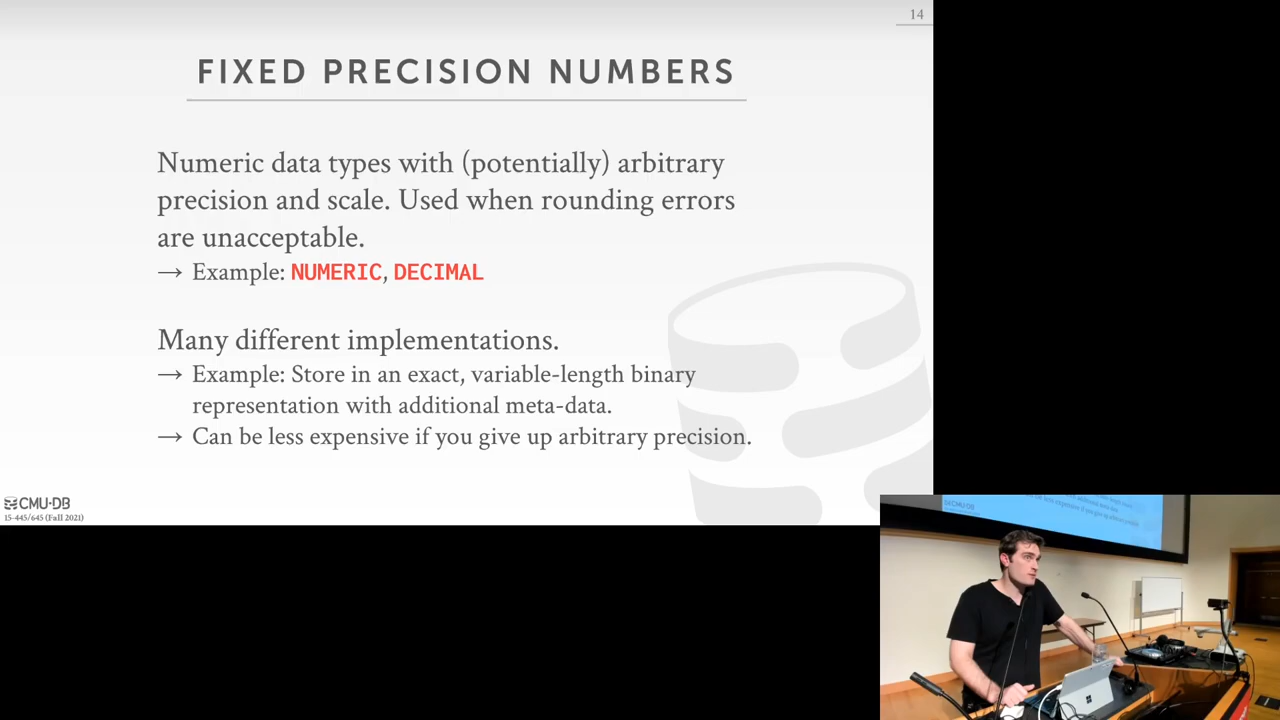 14
FIXED PRECISION NUMBERS
Numeric data types with (potentially) arbitrary
precision and scale. Used when rounding errors
are unacceptable.
→ Example: NUMERIC, DECIMAL
Many different implementations.
→ Example: Store in an exact, variable-length binary
representation with additional meta-data.
→ Can be less expensive if you give up arbitrary precision.
CMU·DB
15-445/645 (Fall 2021)